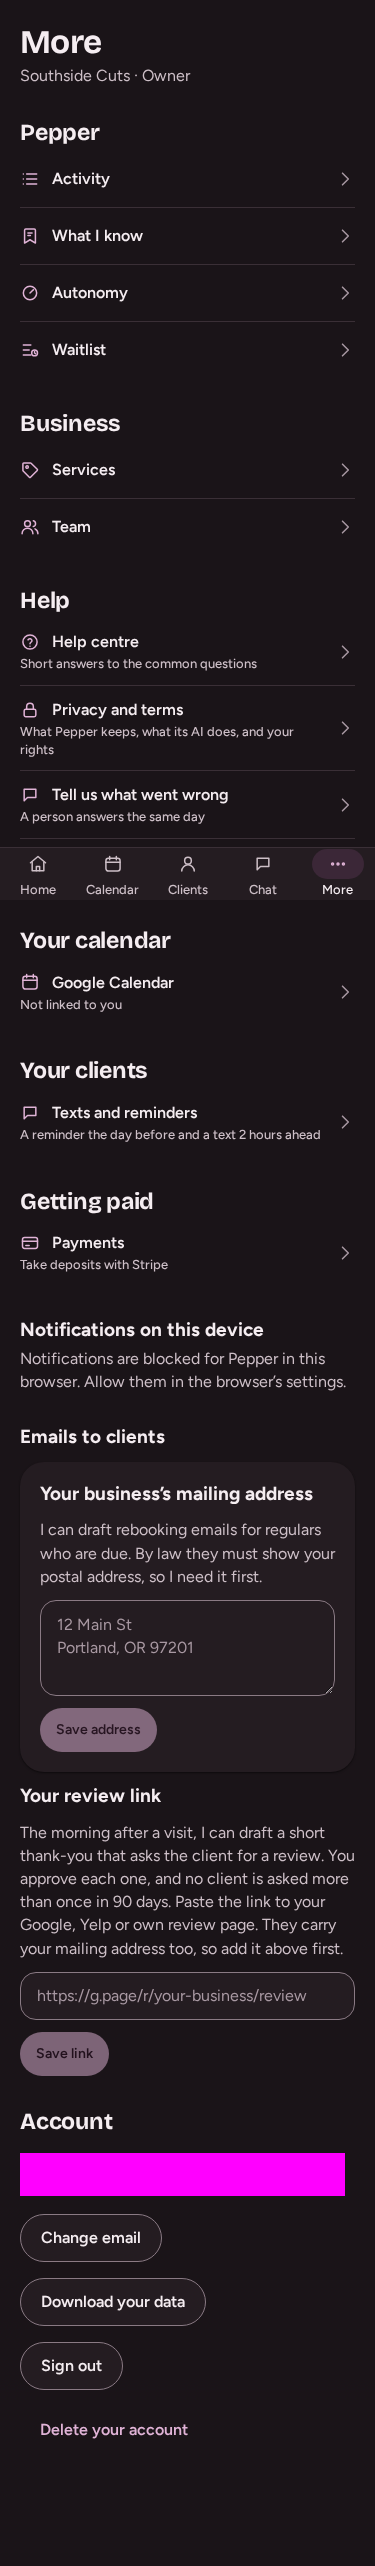 More
Southside Cuts · Owner
Pepper
Activity
What I know
Autonomy
Waitlist
Business
Services
Team
Help
Help centre
Short answers to the common questions
Privacy and terms
What Pepper keeps, what its AI does, and your
rights
Tell us what went wrong
A person answers the same day
Home
Calendar
Clients
Chat
More
Your calendar
Google Calendar
Not linked to you
Your clients
Texts and reminders
A reminder the day before and a text 2 hours ahead
Getting paid
Payments
Take deposits with Stripe
Notifications on this device
Notifications are blocked for Pepper in this
browser. Allow them in the browser’s settings.
Emails to clients
Your business’s mailing address
I can draft rebooking emails for regulars
who are due. By law they must show your
postal address, so I need it first.
12 Main St
Portland, OR 97201
Save address
Your review link
The morning after a visit, I can draft a short
thank-you that asks the client for a review. You
approve each one, and no client is asked more
than once in 90 days. Paste the link to your
Google, Yelp or own review page. They carry
your mailing address too, so add it above first.
https://g.page/r/your-business/review
Save link
Account
Change email
Download your data
Sign out
Delete your account